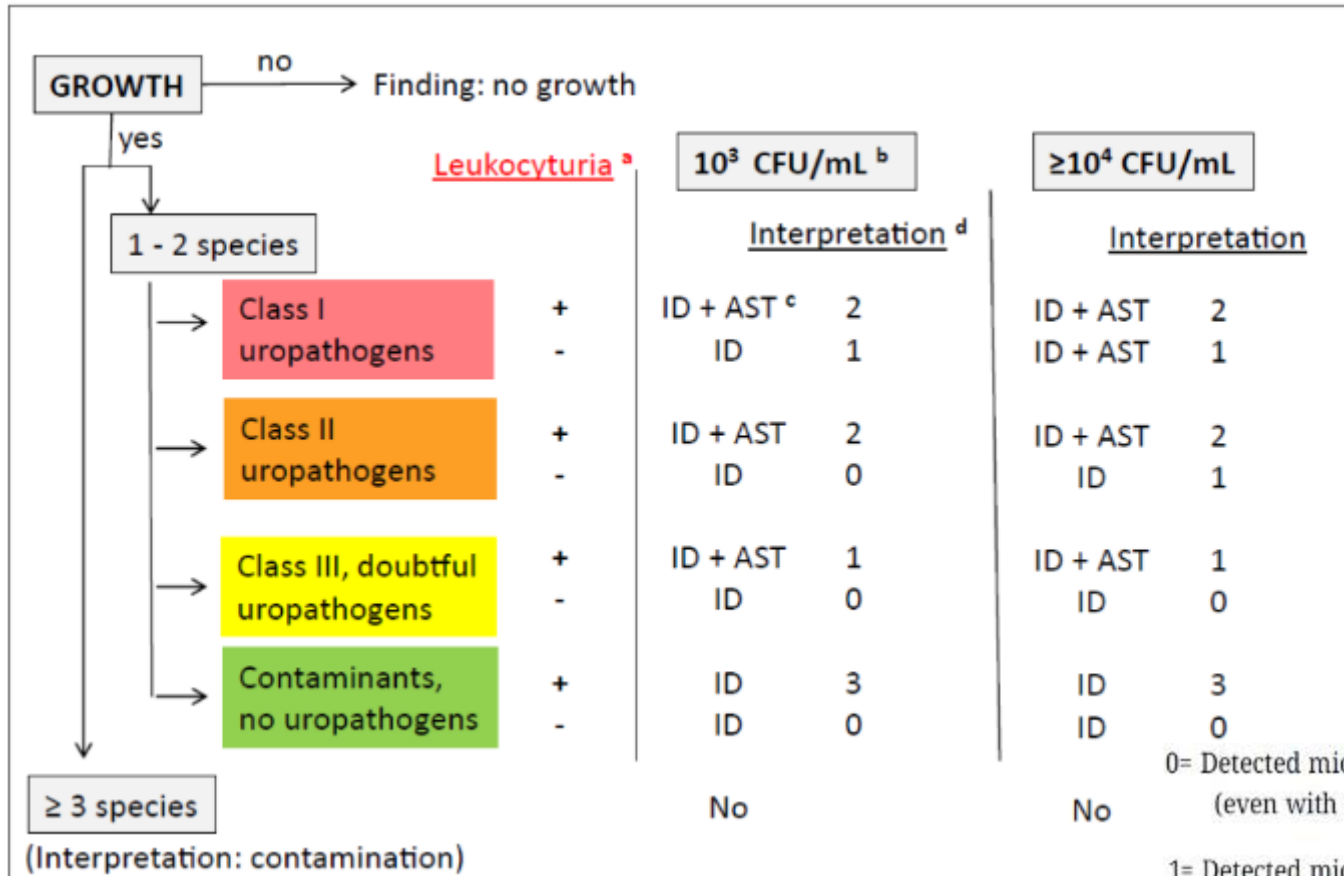 GROWTH no Finding: no growth
yes
Leukocyturia a 10³ CFU/mL b ≥10⁴ CFU/mL
1 - 2 species Interpretation d Interpretation
Class I + ID + AST c 2 ID + AST 2
uropathogens - ID 1 ID + AST 1
Class II + ID + AST 2 ID + AST 2
uropathogens - ID 0 ID 1
Class III, doubtful + ID + AST 1 ID + AST 1
uropathogens - ID 0 ID 0
Contaminants, + ID 3 ID 3
no uropathogens - ID 0 ID 0
0= Detected mic
≥ 3 species No No (even with
(Interpretation: contamination)
1= Detected mic